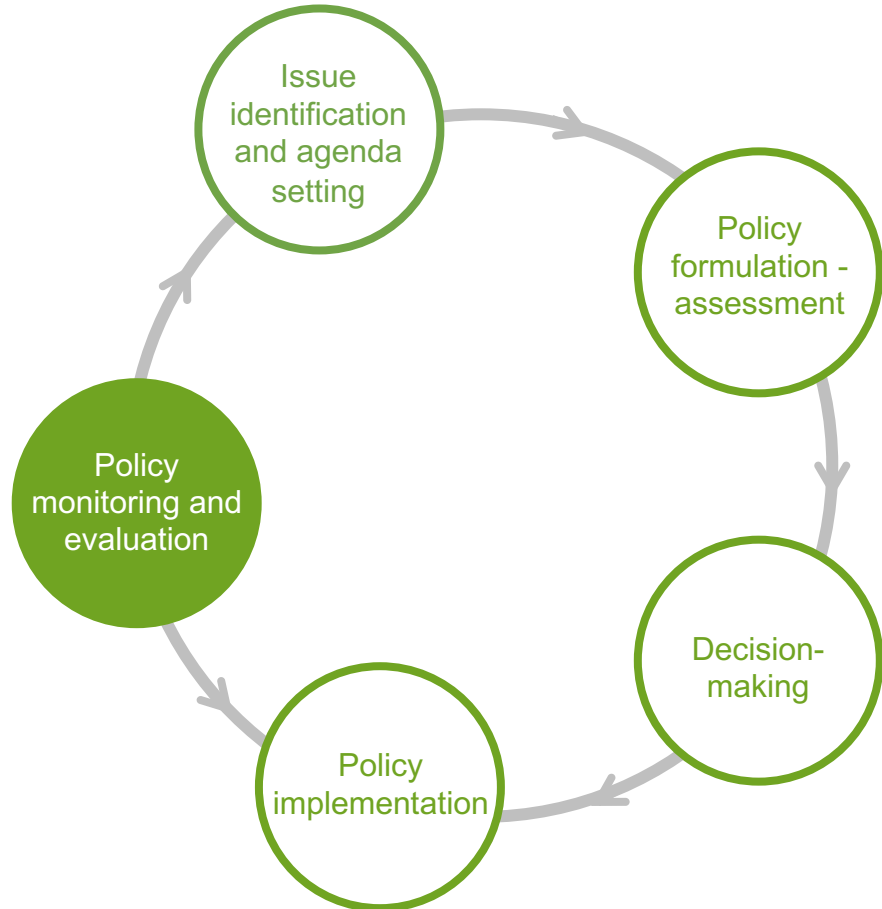 Issue
identification
and agenda
setting
Policy
formulation -
assessment
Decision-
making
Policy
implementation
Policy
monitoring and
evaluation